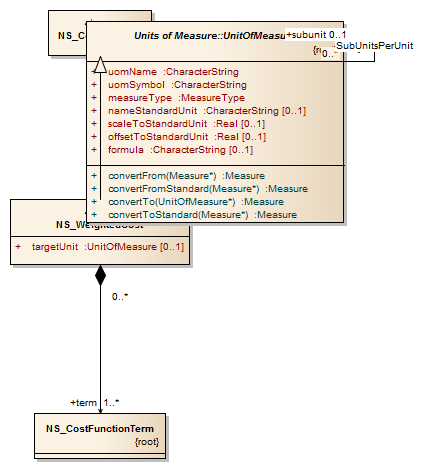 NS_Co
Units of Measure::UnitOfMeasu
+subunit 0..1
{ro
0..
SubUnitsPerUnit
+ uomName :CharacterString
+ uomSymbol :CharacterString
+ measureType :MeasureType
+ nameStandardUnit :CharacterString [0..1]
+ scaleToStandardUnit :Real [0..1]
+ offsetToStandardUnit :Real [0..1]
+ formula :CharacterString [0..1]
+ convertFrom(Measure*) :Measure
+ convertFromStandard(Measure*) :Measure
+ convertTo(UnitOfMeasure*) :Measure
+ convertToStandard(Measure*) :Measure
NS_WeightedCost
+ targetUnit :UnitOfMeasure [0..1]
0..*
+term 1..*
NS_CostFunctionTerm
{root}